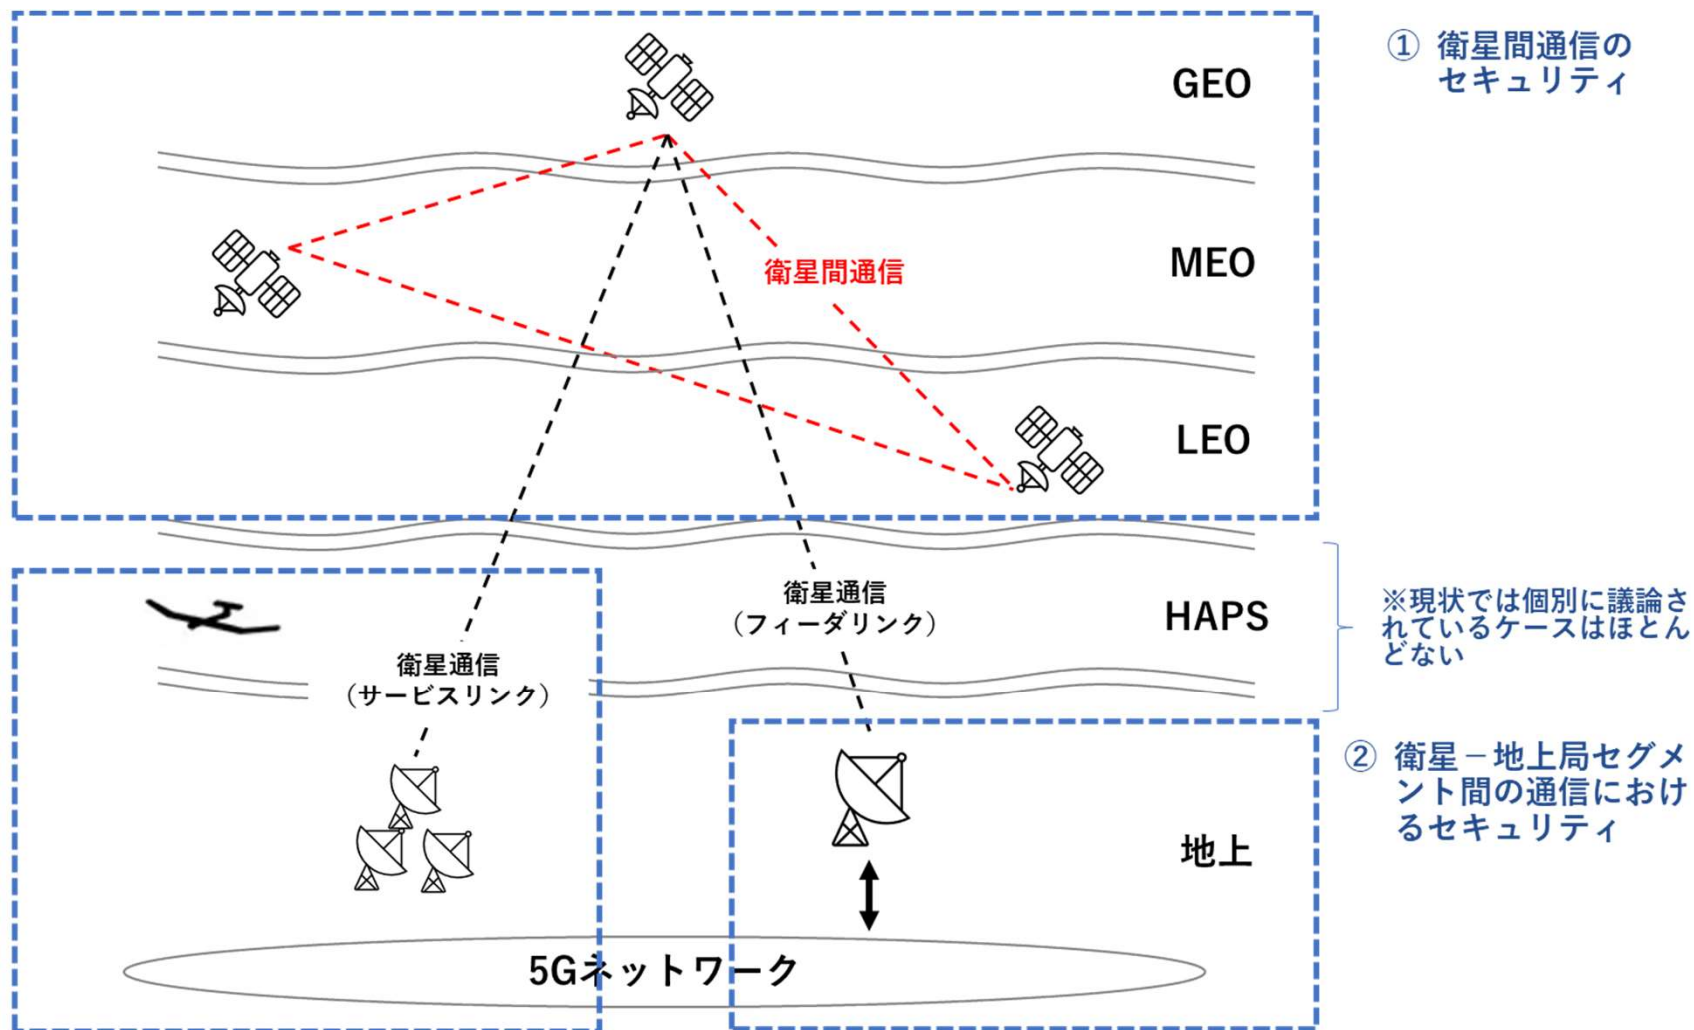 ① 衛星間通信の
セキュリティ
GEO
MEO
衛星間通信
LEO
衛星通信
（フィーダリンク）
HAPS
※現状では個別に議論さ
れているケースはほとん
どない
衛星通信
（サービスリンク）
② 衛星－地上局セグメ
ント間の通信におけ
るセキュリティ
地上
5Gネットワーク